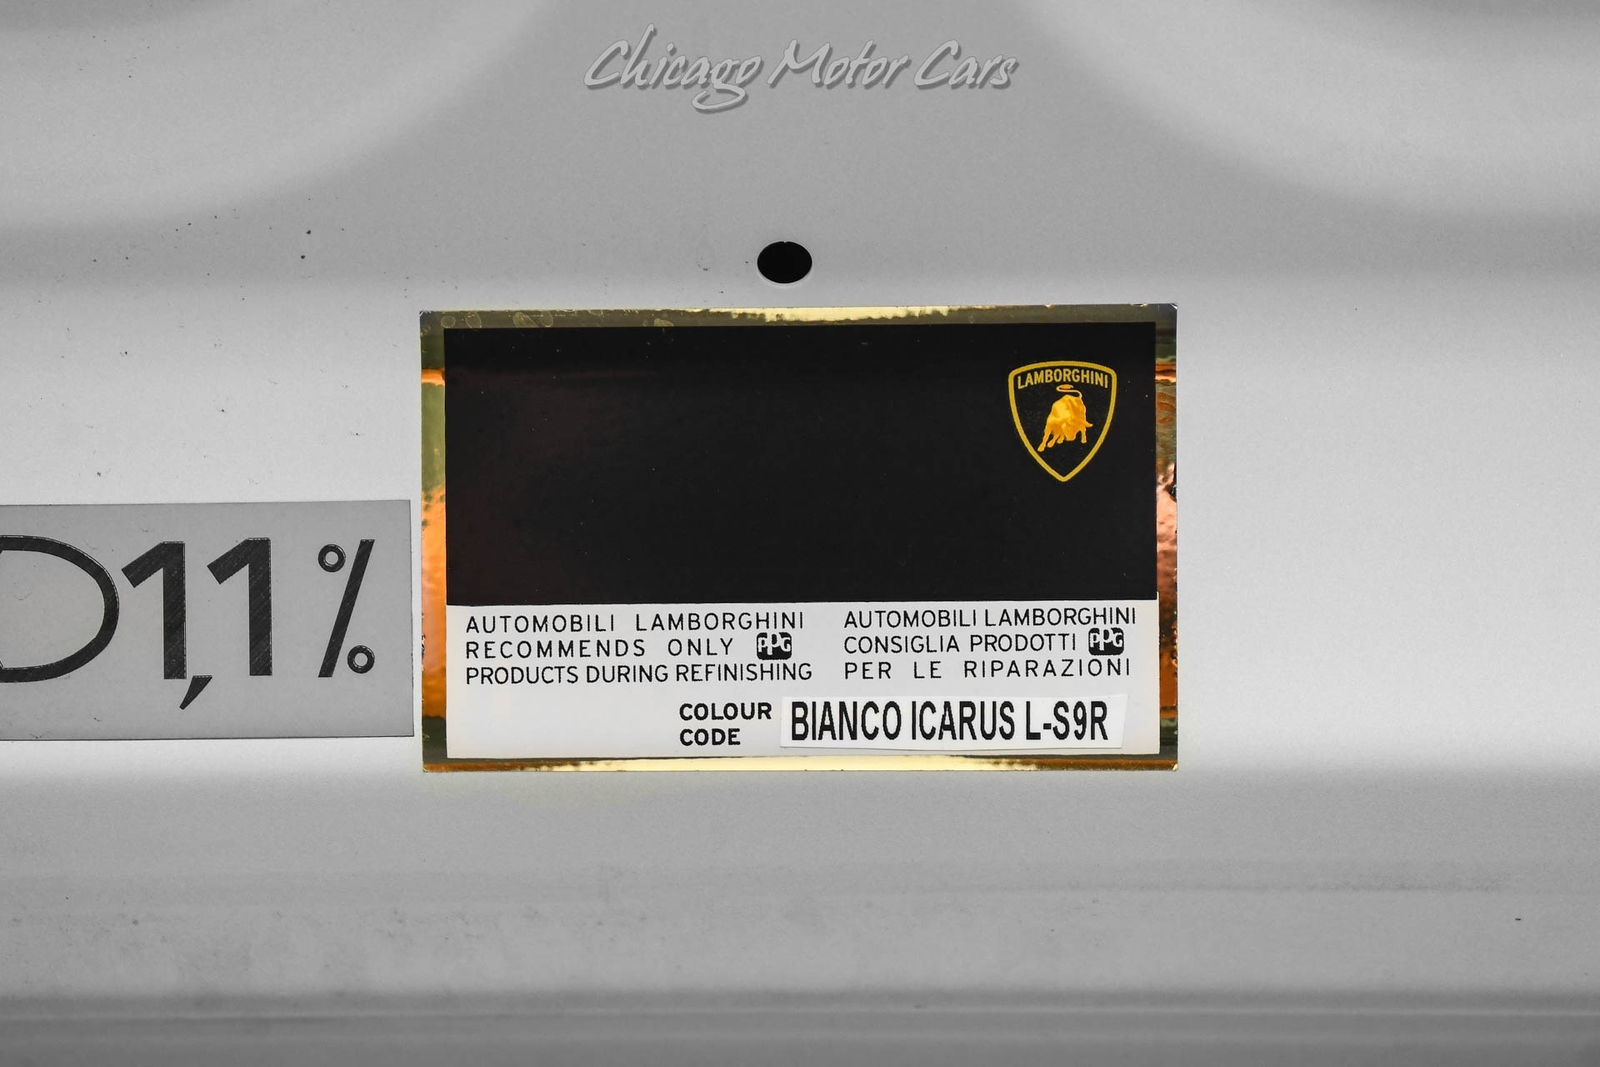 Chicago Motor Cars
LAMBORGHINI
D1,1 %
AUTOMOBILI LAMBORGHINI
RECOMMENDS ONLY PPG
PRODUCTS DURING REFINISHING
AUTOMOBILI LAMBORGHINI
CONSIGLIA PRODOTTI PPG
PER LE RIPARAZIONI
COLOUR
CODE
BIANCO ICARUS L-S9R